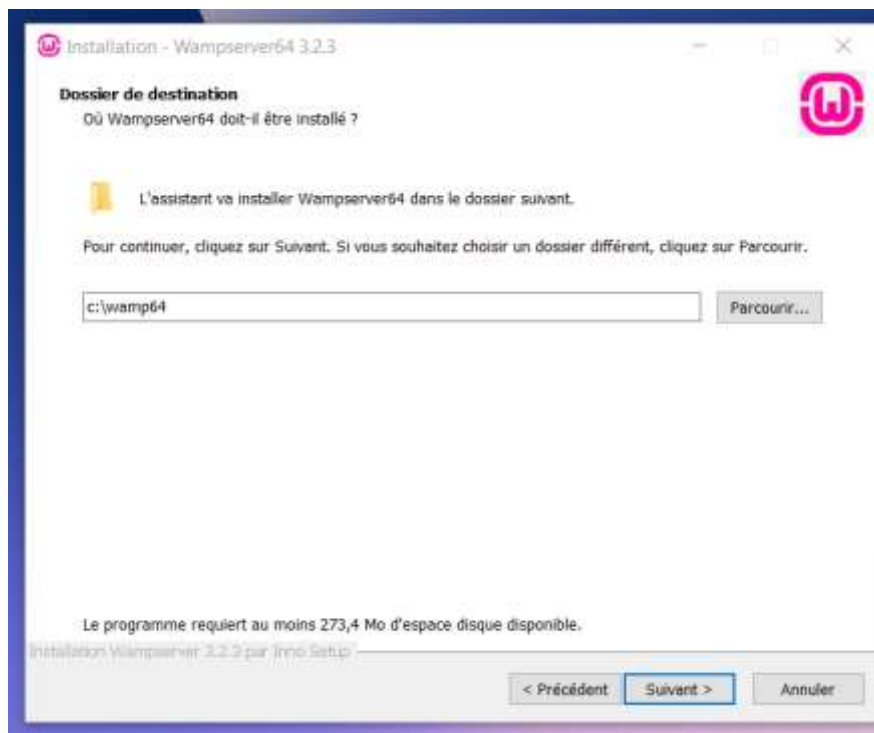 Installation - Wampserver64 3.2.3
Dossier de destination
Où Wampserver64 doit-il être installé ?
L'assistant va installer Wampserver64 dans le dossier suivant.
Pour continuer, cliquez sur Suivant. Si vous souhaitez choisir un dossier différent, cliquez sur Parcourir.
c:\wamp64
Parcourir...
Le programme requiert au moins 273,4 Mo d'espace disque disponible.
Installation Wampserver 3.2.3 par Inno Setup
< Précédent
Suivant >
Annuler